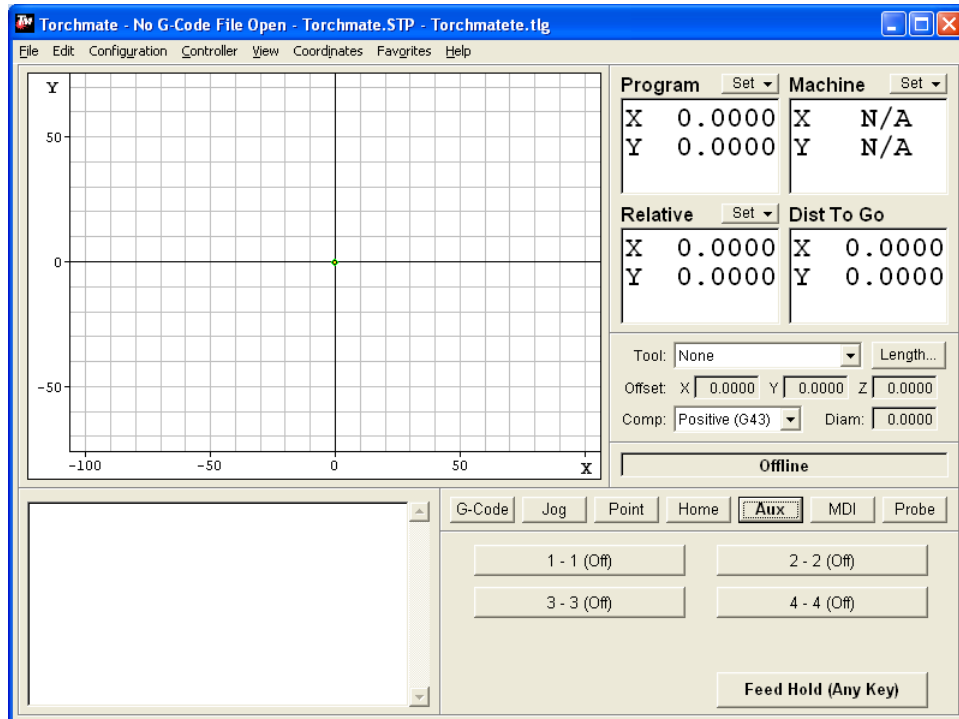 Torchmate - No G-Code File Open - Torchmate.STP - Torchmatete.tlg
File Edit Configuration Controller View Coordinates Favorites Help
Y
50
0
-50
-100 -50 0 50 X
Program Set
X 0.0000
Y 0.0000
Machine Set
X N/A
Y N/A
Relative Set
X 0.0000
Y 0.0000
Dist To Go
X 0.0000
Y 0.0000
Tool: None Length...
Offset: X 0.0000 Y 0.0000 Z 0.0000
Comp: Positive (G43) Diam: 0.0000
Offline
G-Code Jog Point Home Aux MDI Probe
1 - 1 (Off) 2 - 2 (Off)
3 - 3 (Off) 4 - 4 (Off)
Feed Hold (Any Key)